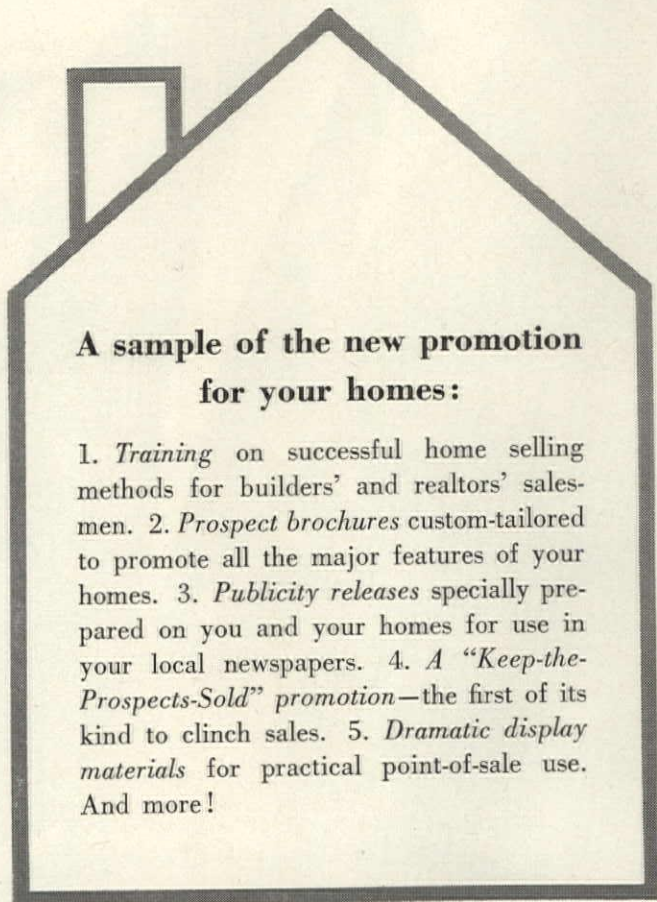 A sample of the new promotion
for your homes:
1. Training on successful home selling
methods for builders’ and realtors’ sales-
men. 2. Prospect brochures custom-tailored
to promote all the major features of your
homes. 3. Publicity releases specially pre-
pared on you and your homes for use in
your local newspapers. 4. A “Keep-the-
Prospects-Sold” promotion—the first of its
kind to clinch sales. 5. Dramatic display
materials for practical point-of-sale use.
And more!